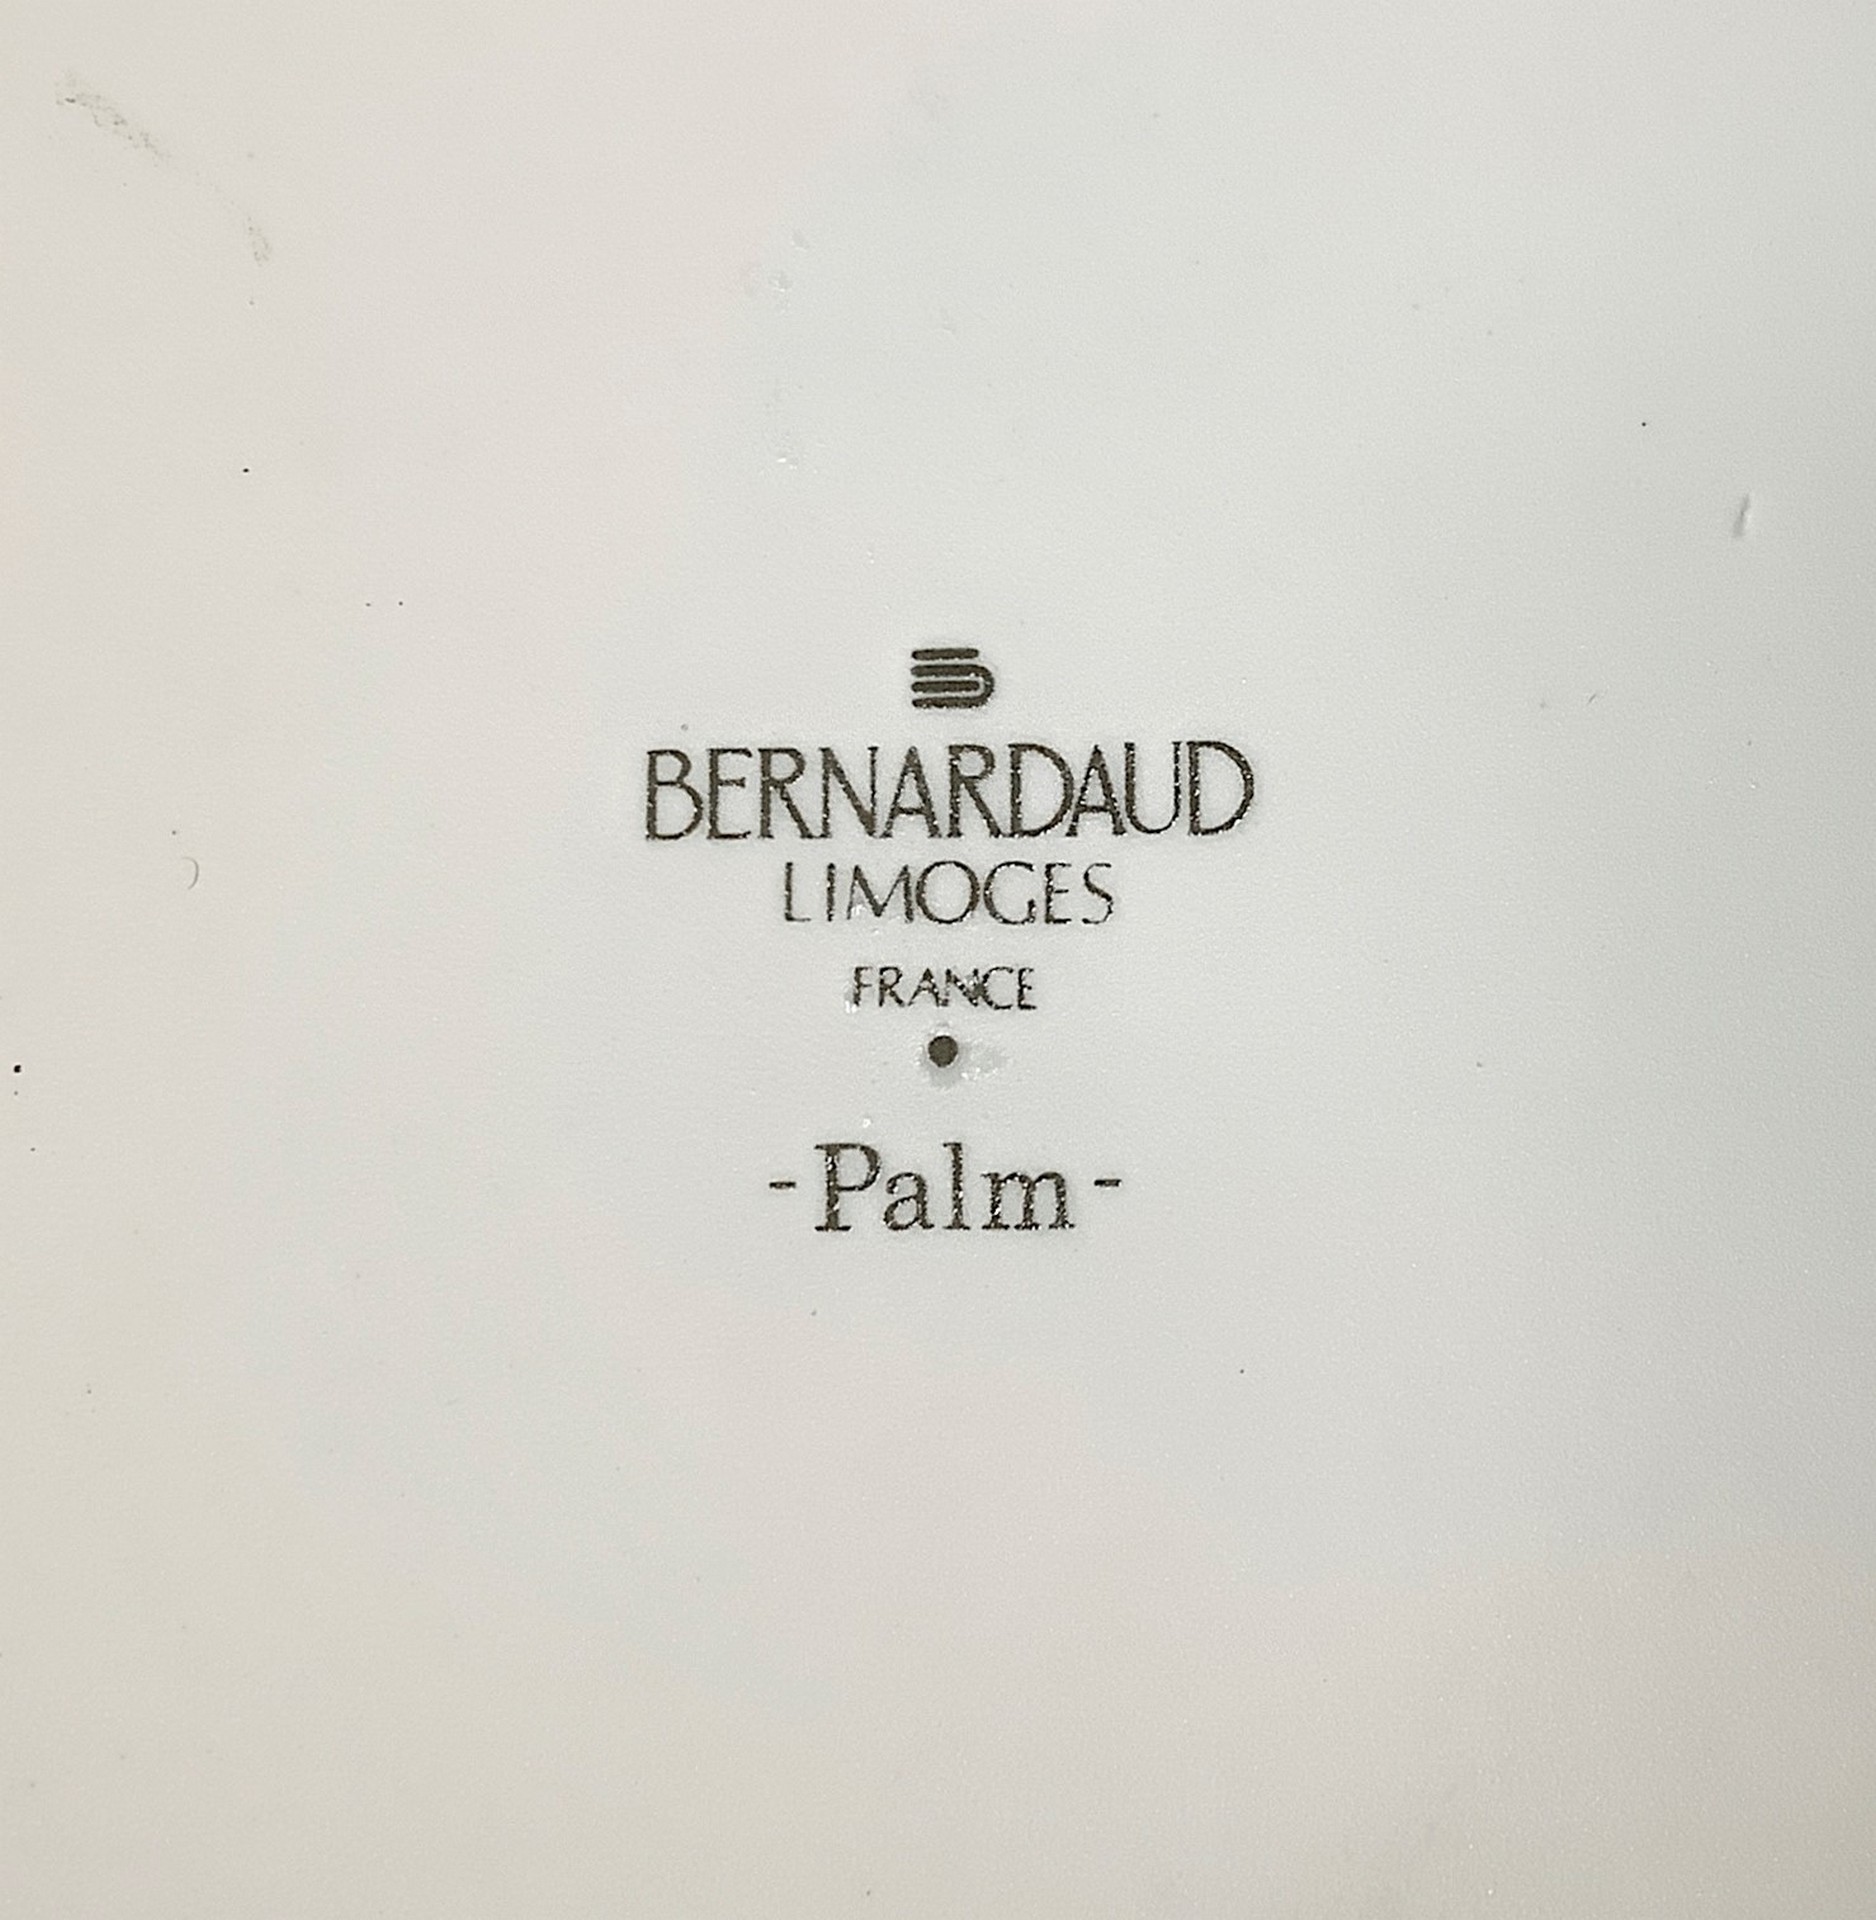 BERNARDAUD
LIMOGES
FRANCE
- Palm -